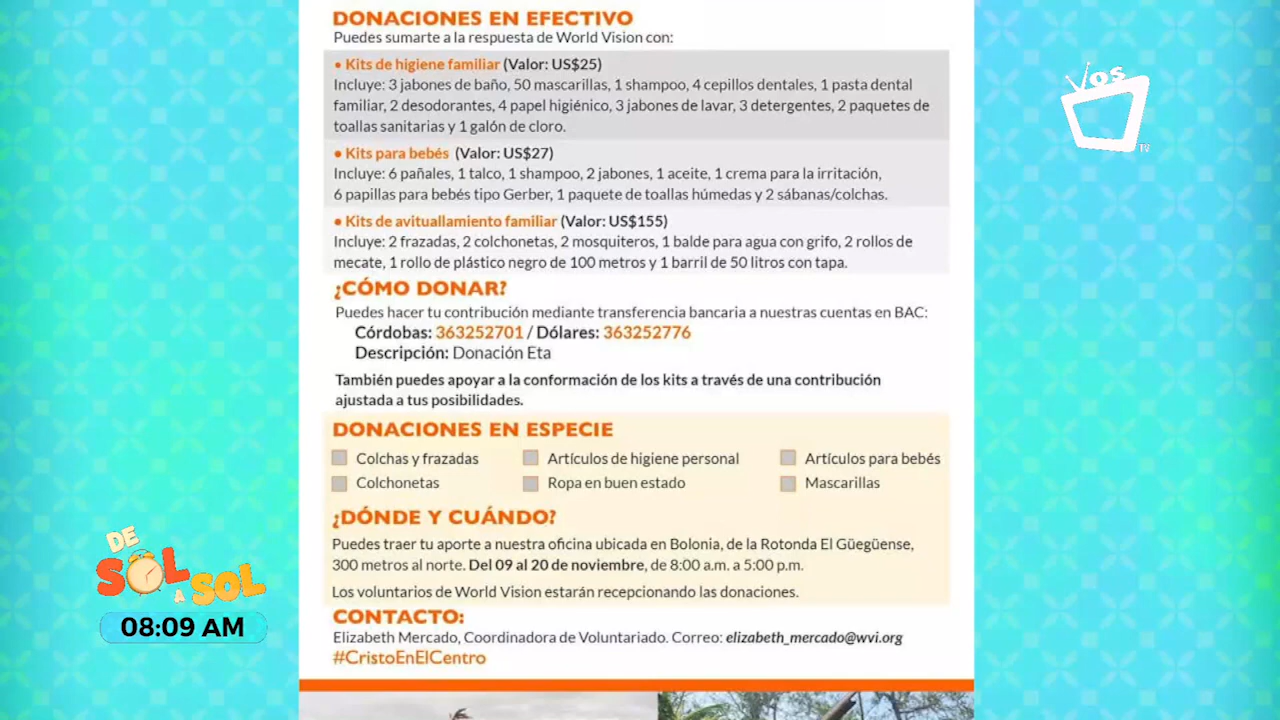 DONACIONES EN EFECTIVO
Puedes sumarte a la respuesta de World Vision con:
• Kits de higiene familiar (Valor: US$25)
Incluye: 3 jabones de baño, 50 mascarillas, 1 shampoo, 4 cepillos dentales, 1 pasta dental
familiar, 2 desodorantes, 4 papel higiénico, 3 jabones de lavar, 3 detergentes, 2 paquetes de
toallas sanitarias y 1 galón de cloro.
• Kits para bebés (Valor: US$27)
Incluye: 6 pañales, 1 talco, 1 shampoo, 2 jabones, 1 aceite, 1 crema para la irritación,
6 papillas para bebés tipo Gerber, 1 paquete de toallas húmedas y 2 sábanas/colchas.
• Kits de avituallamiento familiar (Valor: US$155)
Incluye: 2 frazadas, 2 colchonetas, 2 mosquiteros, 1 balde para agua con grifo, 2 rollos de
mecate, 1 rollo de plástico negro de 100 metros y 1 barril de 50 litros con tapa.
¿CÓMO DONAR?
Puedes hacer tu contribución mediante transferencia bancaria a nuestras cuentas en BAC:
Córdobas: 363252701 / Dólares: 363252776
Descripción: Donación Eta
También puedes apoyar a la conformación de los kits a través de una contribución
ajustada a tus posibilidades.
DONACIONES EN ESPECIE
Colchas y frazadas Artículos de higiene personal Artículos para bebés
Colchonetas Ropa en buen estado Mascarillas
¿DÓNDE Y CUÁNDO?
Puedes traer tu aporte a nuestra oficina ubicada en Bolonia, de la Rotonda El Güegüense,
300 metros al norte. Del 09 al 20 de noviembre, de 8:00 a.m. a 5:00 p.m.
Los voluntarios de World Vision estarán recepcionando las donaciones.
CONTACTO:
Elizabeth Mercado, Coordinadora de Voluntariado. Correo: elizabeth_mercado@wvi.org
#CristoEnElCentro
Vos
TV
DE
SOL
A SOL
08:09 AM